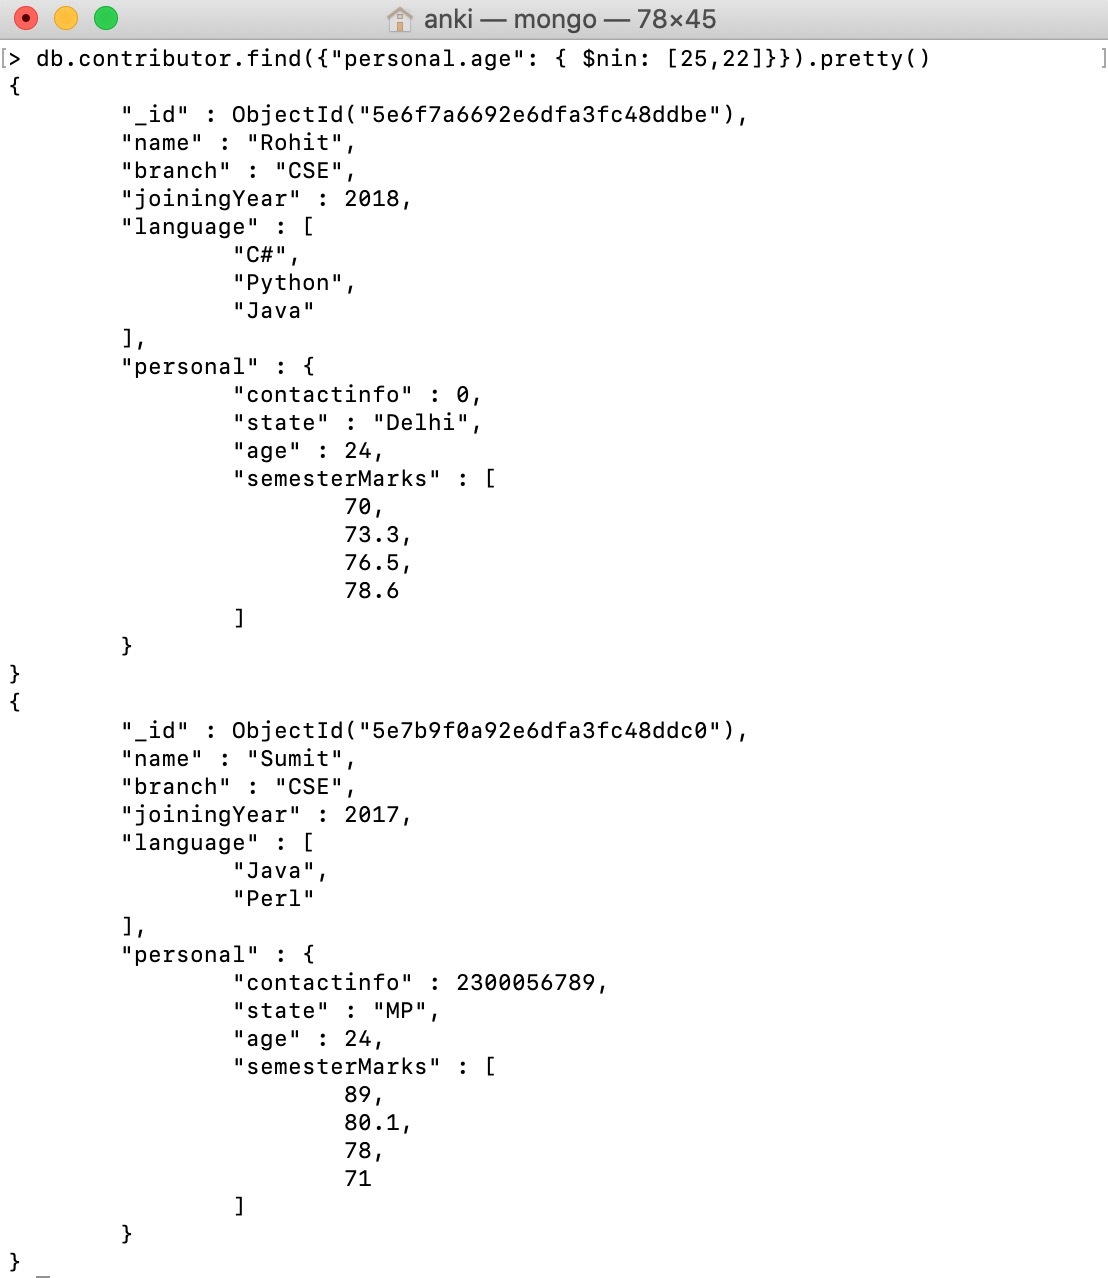 anki — mongo — 78×45
[> db.contributor.find({"personal.age": { $nin: [25,22]}}).pretty() ]
{
"_id" : ObjectId("5e6f7a6692e6dfa3fc48ddbe"),
"name" : "Rohit",
"branch" : "CSE",
"joiningYear" : 2018,
"language" : [
"C#",
"Python",
"Java"
],
"personal" : {
"contactinfo" : 0,
"state" : "Delhi",
"age" : 24,
"semesterMarks" : [
70,
73.3,
76.5,
78.6
]
}
}
{
"_id" : ObjectId("5e7b9f0a92e6dfa3fc48ddc0"),
"name" : "Sumit",
"branch" : "CSE",
"joiningYear" : 2017,
"language" : [
"Java",
"Perl"
],
"personal" : {
"contactinfo" : 2300056789,
"state" : "MP",
"age" : 24,
"semesterMarks" : [
89,
80.1,
78,
71
]
}
}